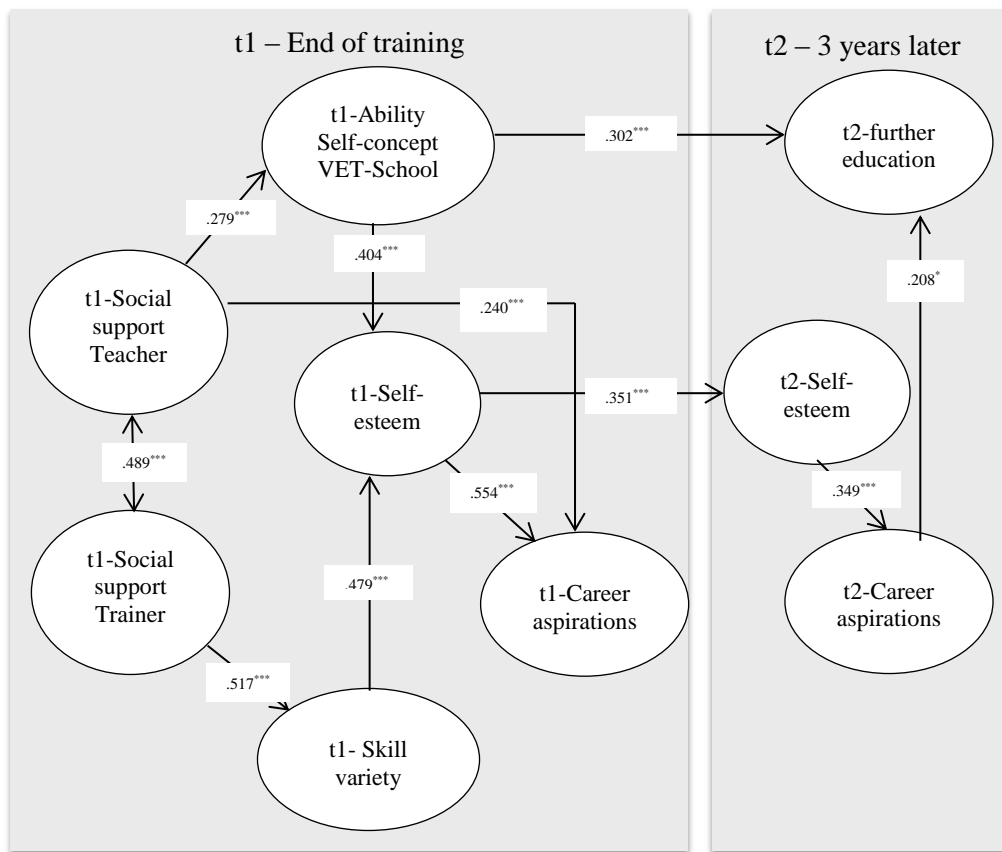 t1 – End of training
t2 – 3 years later
t1-Ability
Self-concept
VET-School
.302***
t2-further
education
.279***
.404***
.208*
t1-Social
support
Teacher
.240***
t1-Self-
esteem
.351***
t2-Self-
esteem
.489***
.554***
.349***
t1-Social
support
Trainer
.479***
t1-Career
aspirations
t2-Career
aspirations
.517***
t1- Skill
variety